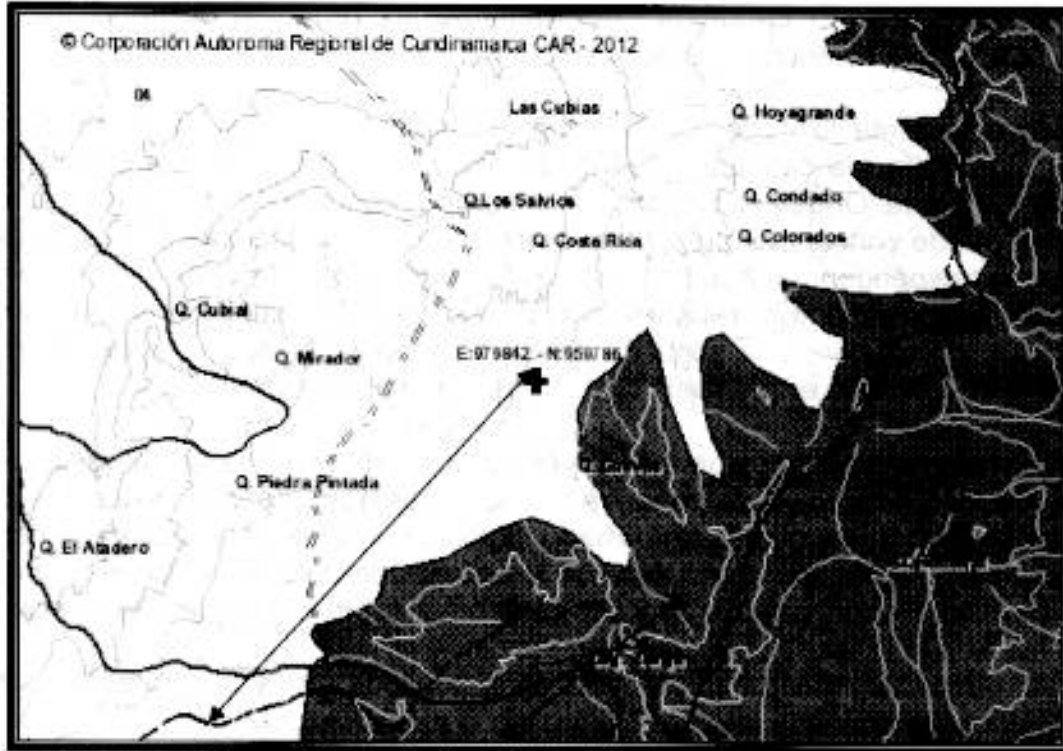 © Corporación Autonoma Regional de Cundinamarca CAR - 2012
Las Cubias
Q. Hoyagrande
Q.Los Salvios
Q. Condado
Q. Costa Rica
Q. Colorados
Q. Cubial
Q. Mirador
Q. Piedra Pintada
Q. El Atadero